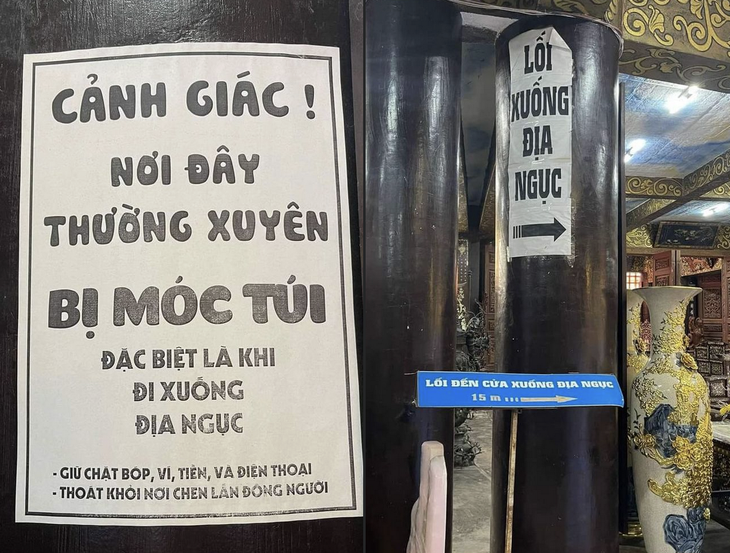 CẢNH GIÁC !
NƠI ĐÂY
THƯỜNG XUYÊN
BỊ MÓC TÚI
ĐẶC BIỆT LÀ KHI
ĐI XUỐNG
ĐỊA NGỤC
- GIỮ CHẶT BÓP, VÍ, TIỀN, VÀ ĐIỆN THOẠI
- THOÁT KHỎI NƠI CHEN LẤN ĐÔNG NGƯỜI
LỐI
XUỐNG
ĐỊA
NGỤC
LỐI ĐẾN CỬA XUỐNG ĐỊA NGỤC
15 m